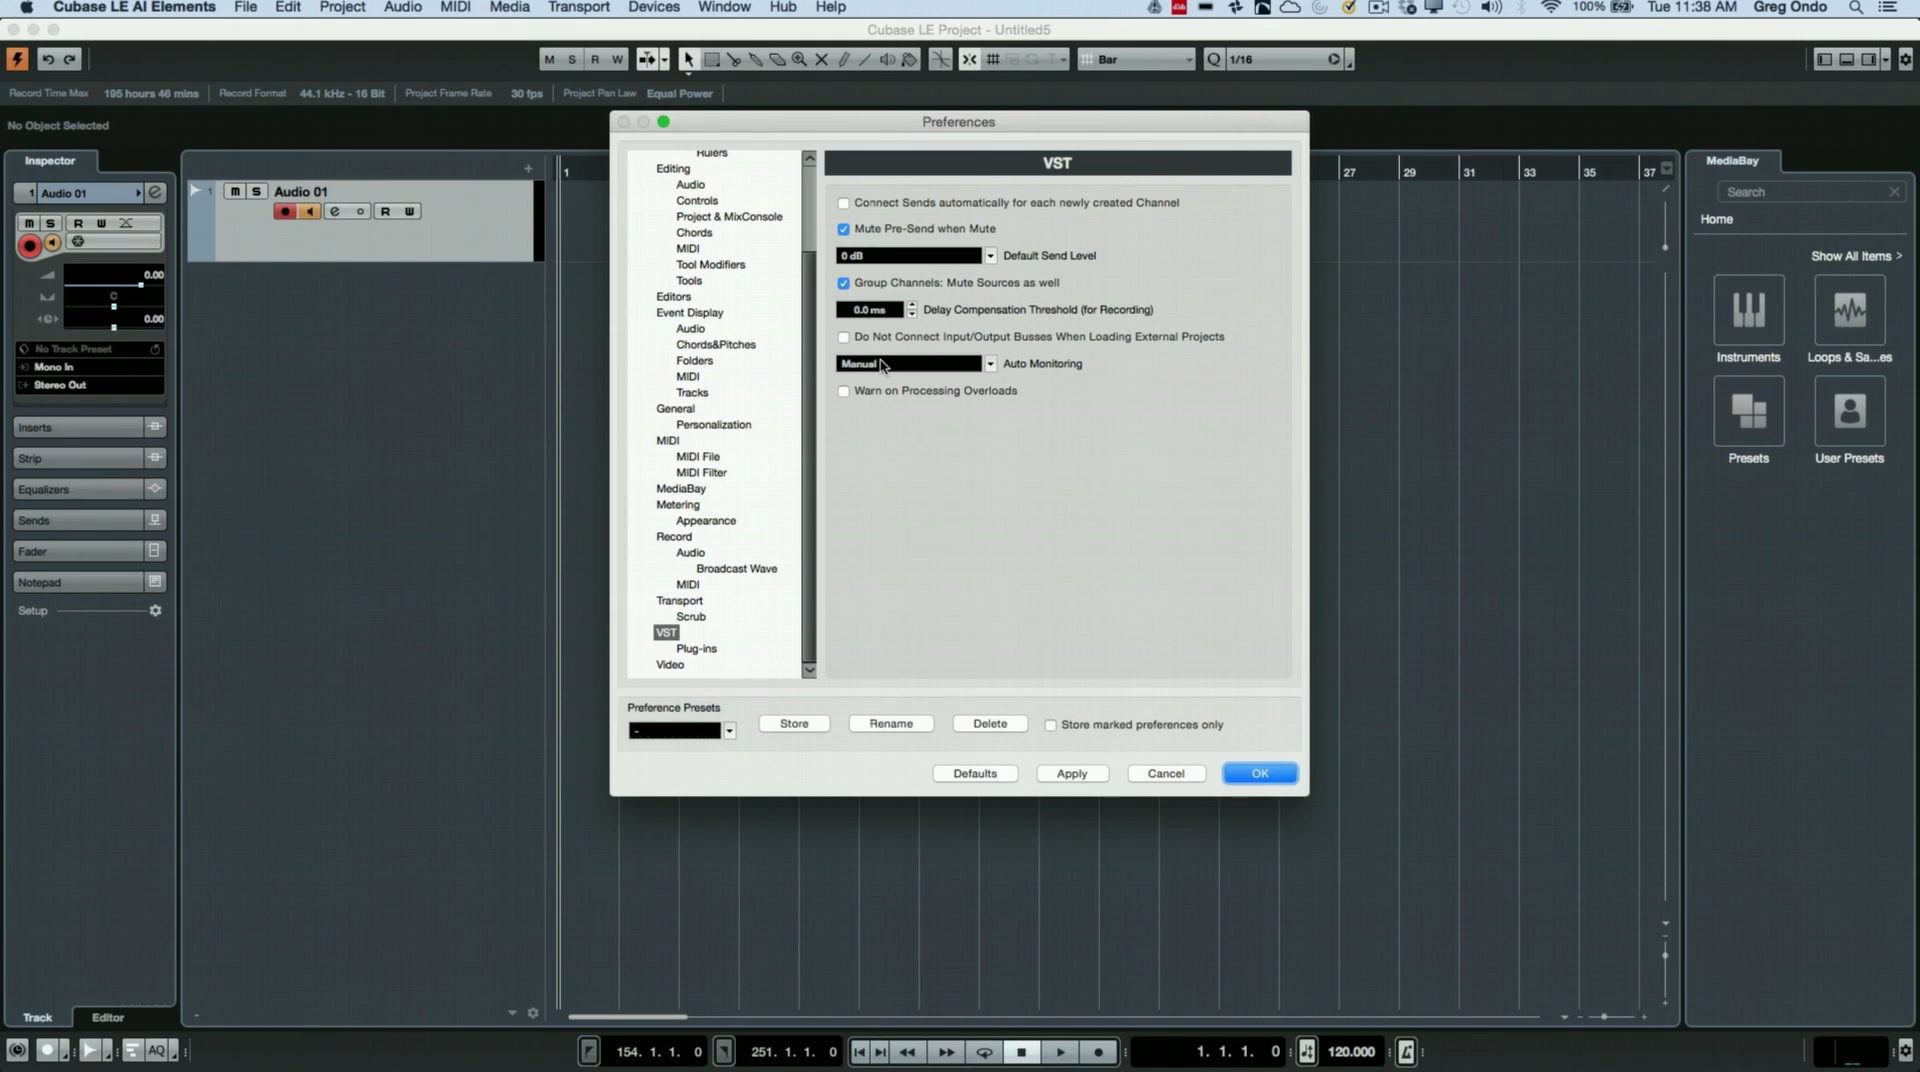 Cubase LE AI Elements File Edit Project Audio MIDI Media Transport Devices Window Hub Help 100% Tue 11:38 AM Greg Ondo
Cubase LE Project - Untitled5
M S R W Bar Q 1/16
Record Time Max 195 hours 46 mins Record Format 44.1 kHz - 16 Bit Project Frame Rate 30 fps Project Pan Law Equal Power
No Object Selected
Inspector
1 Audio 01
M S R W
0.00
C
0.00
No Track Preset
Mono In
Stereo Out
Inserts
Strip
Equalizers
Sends
Fader
Notepad
Setup
Track Editor
+
1 m S Audio 01
e R W
1 27 29 31 33 35 37
Preferences
Rulers
Editing
Audio
Controls
Project & MixConsole
Chords
MIDI
Tool Modifiers
Tools
Editors
Event Display
Audio
Chords&Pitches
Folders
MIDI
Tracks
General
Personalization
MIDI
MIDI File
MIDI Filter
MediaBay
Metering
Appearance
Record
Audio
Broadcast Wave
MIDI
Transport
Scrub
VST
Plug-ins
Video
VST
Connect Sends automatically for each newly created Channel
Mute Pre-Send when Mute
0 dB Default Send Level
Group Channels: Mute Sources as well
0.0 ms Delay Compensation Threshold (for Recording)
Do Not Connect Input/Output Busses When Loading External Projects
Manual Auto Monitoring
Warn on Processing Overloads
Preference Presets
- Store Rename Delete Store marked preferences only
Defaults Apply Cancel OK
MediaBay
Search
Home
Show All Items >
Instruments Loops & Sa...es
Presets User Presets
AQ 154. 1. 1. 0 251. 1. 1. 0 1. 1. 1. 0 120.000